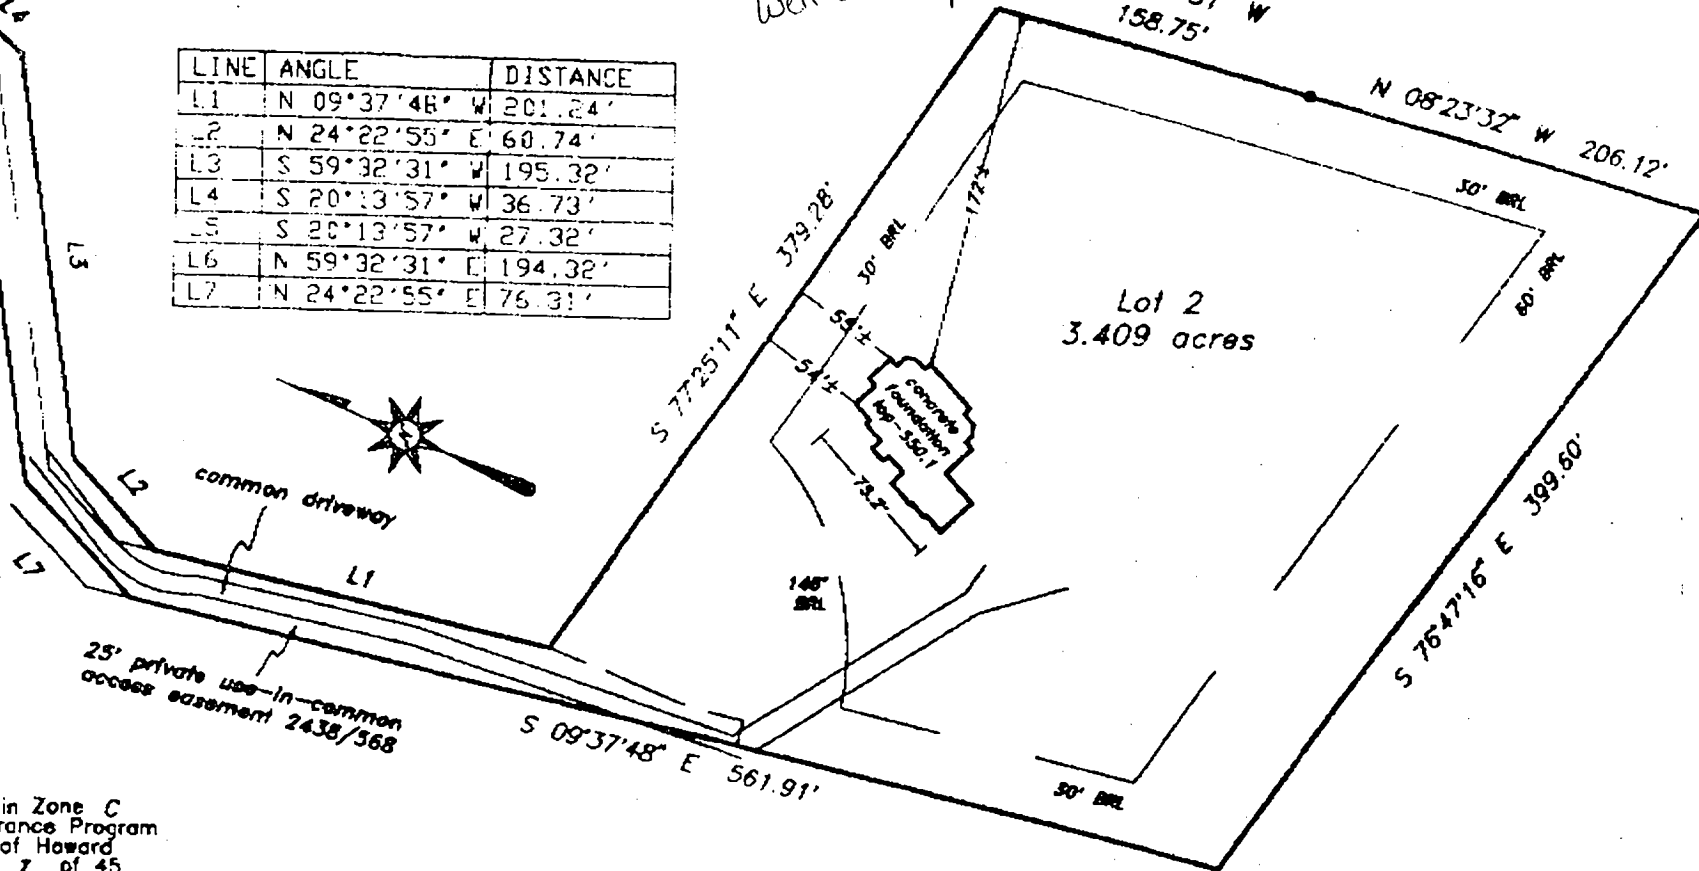 LINE ANGLE DISTANCE
L1 N 09°37'48" W 201.24'
L2 N 24°22'55" E 60.74'
L3 S 59°32'31" W 195.32'
L4 S 20°13'57" W 36.73'
L5 S 20°13'57" W 27.32'
L6 N 59°32'31" E 194.32'
L7 N 24°22'55" E 76.31'
W
158.75'
N 08°23'32" W 206.12'
30' BRL
60' BRL
Lot 2
3.409 acres
379.28'
S 77°25'11" E
30' BRL
172'±
55'±
54'±
concrete
foundation
top-550.1
73.2'
L4
L3
L2
L7
common driveway
L1
25' private use-in-common
access easement 2438/568
S 09°37'48" E 561.91'
BRL
30' BRL
S 76°47'16" E 399.60'
N
in Zone C
rance Program
of Howard
of 45